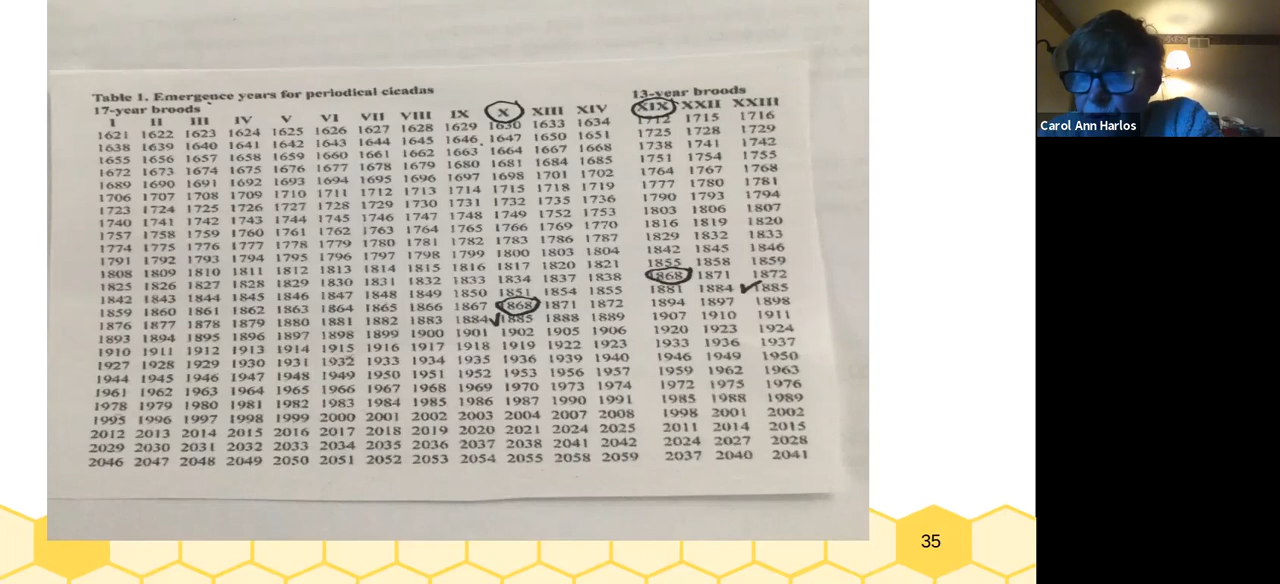 Table 1. Emergence years for periodical cicadas
17-year broods 13-year broods
I II III IV V VI VII VIII IX X XIII XIV XIX XXII XXIII
1621 1622 1623 1624 1625 1626 1627 1628 1629 1630 1633 1634 1712 1715 1716
1638 1639 1640 1641 1642 1643 1644 1645 1646 1647 1650 1651 1725 1728 1729
1655 1656 1657 1658 1659 1660 1661 1662 1663 1664 1667 1668 1738 1741 1742
1672 1673 1674 1675 1676 1677 1678 1679 1680 1681 1684 1685 1751 1754 1755
1689 1690 1691 1692 1693 1694 1695 1696 1697 1698 1701 1702 1764 1767 1768
1706 1707 1708 1709 1710 1711 1712 1713 1714 1715 1718 1719 1777 1780 1781
1723 1724 1725 1726 1727 1728 1729 1730 1731 1732 1735 1736 1790 1793 1794
1740 1741 1742 1743 1744 1745 1746 1747 1748 1749 1752 1753 1803 1806 1807
1757 1758 1759 1760 1761 1762 1763 1764 1765 1766 1769 1770 1816 1819 1820
1774 1775 1776 1777 1778 1779 1780 1781 1782 1783 1786 1787 1829 1832 1833
1791 1792 1793 1794 1795 1796 1797 1798 1799 1800 1803 1804 1842 1845 1846
1808 1809 1810 1811 1812 1813 1814 1815 1816 1817 1820 1821 1855 1858 1859
1825 1826 1827 1828 1829 1830 1831 1832 1833 1834 1837 1838 1868 1871 1872
1842 1843 1844 1845 1846 1847 1848 1849 1850 1851 1854 1855 1881 1884 1885
1859 1860 1861 1862 1863 1864 1865 1866 1867 1868 1871 1872 1894 1897 1898
1876 1877 1878 1879 1880 1881 1882 1883 1884 1885 1888 1889 1907 1910 1911
1893 1894 1895 1896 1897 1898 1899 1900 1901 1902 1905 1906 1920 1923 1924
1910 1911 1912 1913 1914 1915 1916 1917 1918 1919 1922 1923 1933 1936 1937
1927 1928 1929 1930 1931 1932 1933 1934 1935 1936 1939 1940 1946 1949 1950
1944 1945 1946 1947 1948 1949 1950 1951 1952 1953 1956 1957 1959 1962 1963
1961 1962 1963 1964 1965 1966 1967 1968 1969 1970 1973 1974 1972 1975 1976
1978 1979 1980 1981 1982 1983 1984 1985 1986 1987 1990 1991 1985 1988 1989
1995 1996 1997 1998 1999 2000 2001 2002 2003 2004 2007 2008 1998 2001 2002
2012 2013 2014 2015 2016 2017 2018 2019 2020 2021 2024 2025 2011 2014 2015
2029 2030 2031 2032 2033 2034 2035 2036 2037 2038 2041 2042 2024 2027 2028
2046 2047 2048 2049 2050 2051 2052 2053 2054 2055 2058 2059 2037 2040 2041
35
Carol Ann Harlos